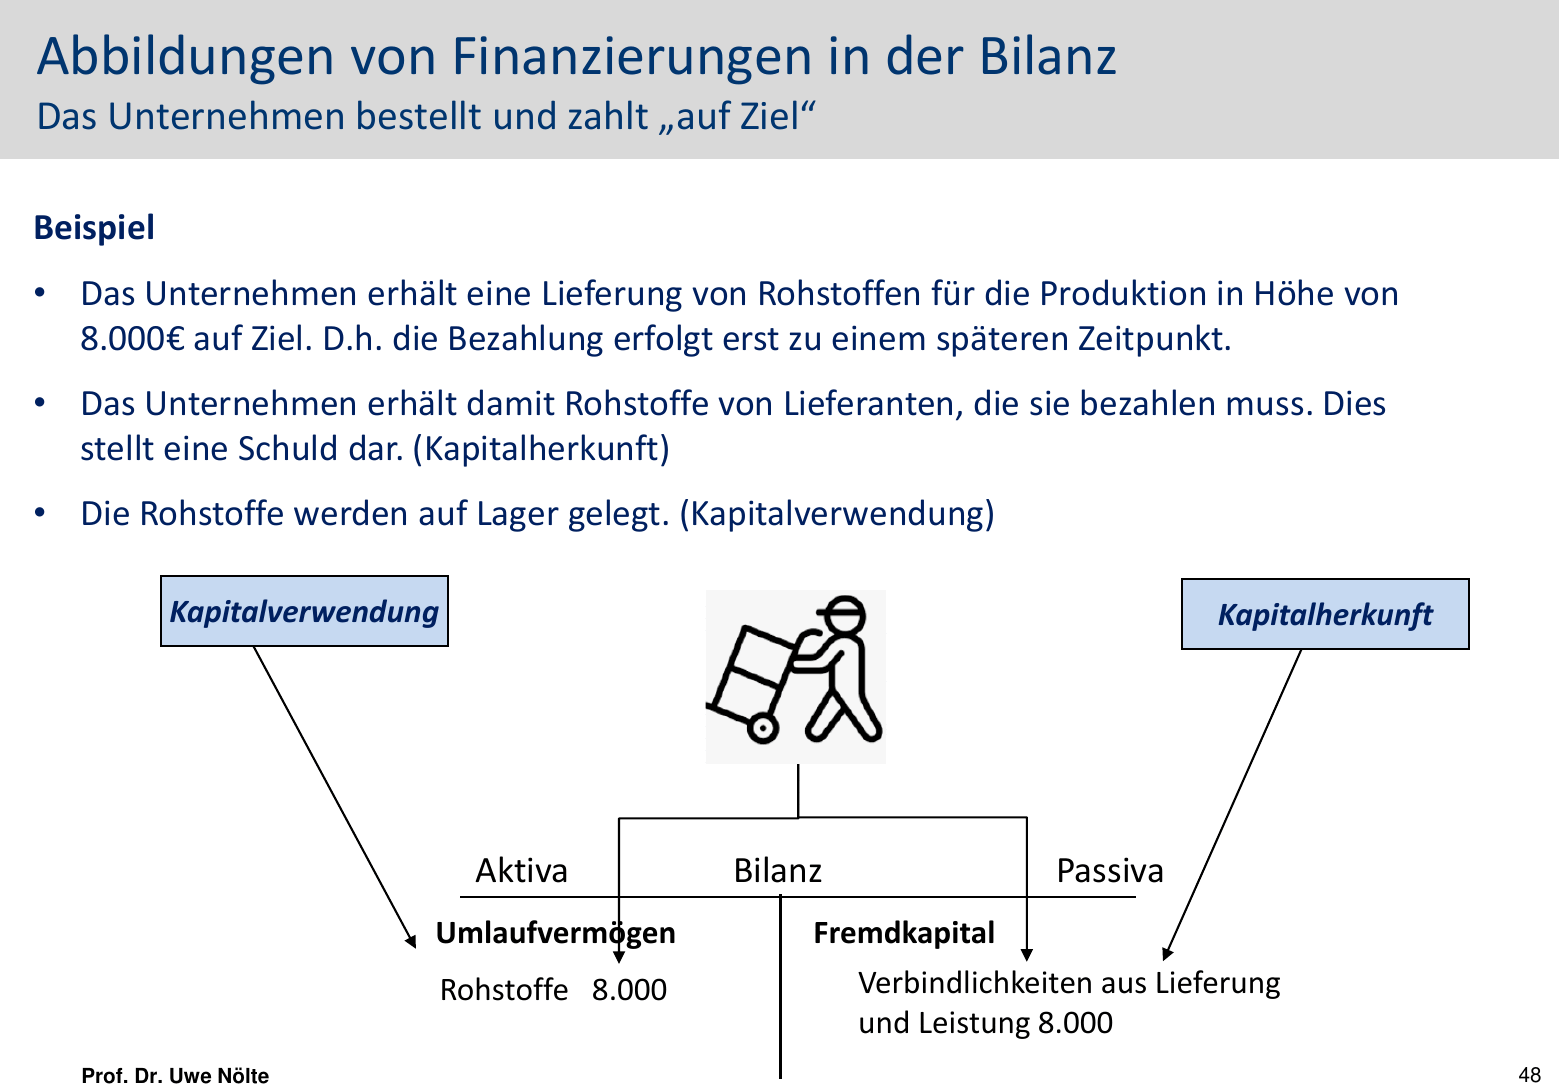 Abbildungen von Finanzierungen in der Bilanz
Das Unternehmen bestellt und zahlt „auf Ziel“
Beispiel
• Das Unternehmen erhält eine Lieferung von Rohstoffen für die Produktion in Höhe von
8.000€ auf Ziel. D.h. die Bezahlung erfolgt erst zu einem späteren Zeitpunkt.
• Das Unternehmen erhält damit Rohstoffe von Lieferanten, die sie bezahlen muss. Dies
stellt eine Schuld dar. (Kapitalherkunft)
• Die Rohstoffe werden auf Lager gelegt. (Kapitalverwendung)
Kapitalverwendung
Kapitalherkunft
Aktiva Bilanz Passiva
Umlaufvermögen Fremdkapital
Rohstoffe 8.000
Verbindlichkeiten aus Lieferung
und Leistung 8.000
Prof. Dr. Uwe Nölte
48